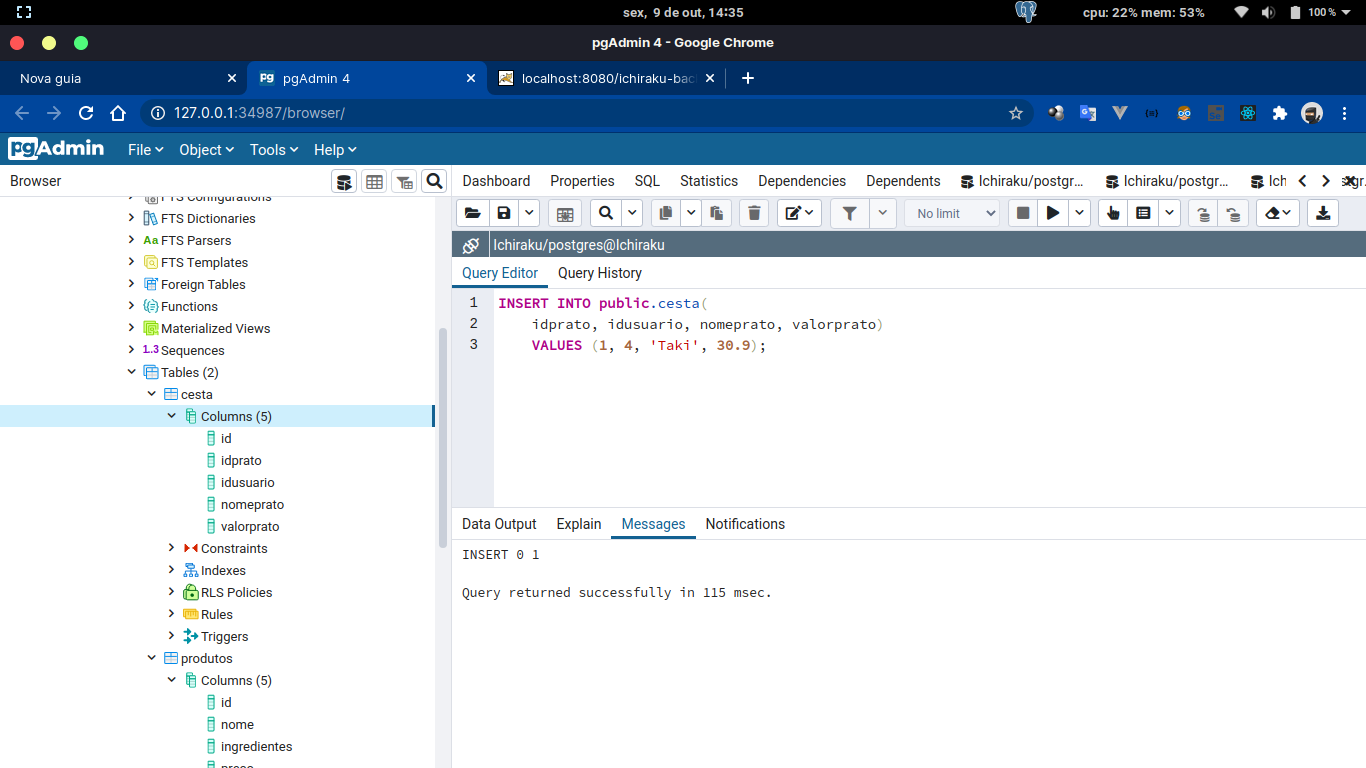 sex, 9 de out, 14:35
cpu: 22% mem: 53%
100 %
pgAdmin 4 - Google Chrome
Nova guia
pg
pgAdmin 4
localhost:8080/ichiraku-bac
127.0.0.1:34987/browser/
pgAdmin
File
Object
Tools
Help
Browser
Dashboard
Properties
SQL
Statistics
Dependencies
Dependents
Ichiraku/postgr...
Ichiraku/postgr...
Ich
FTS Configurations
FTS Dictionaries
Aa FTS Parsers
FTS Templates
Foreign Tables
Functions
Materialized Views
1..3 Sequences
Tables (2)
cesta
Columns (5)
id
idprato
idusuario
nomeprato
valorprato
Constraints
Indexes
RLS Policies
Rules
Triggers
produtos
Columns (5)
id
nome
ingredientes
preco
No limit
Ichiraku/postgres@Ichiraku
Query Editor
Query History
1 INSERT INTO public.cesta(
2 idprato, idusuario, nomeprato, valorprato)
3 VALUES (1, 4, 'Taki', 30.9);
Data Output
Explain
Messages
Notifications
INSERT 0 1
Query returned successfully in 115 msec.